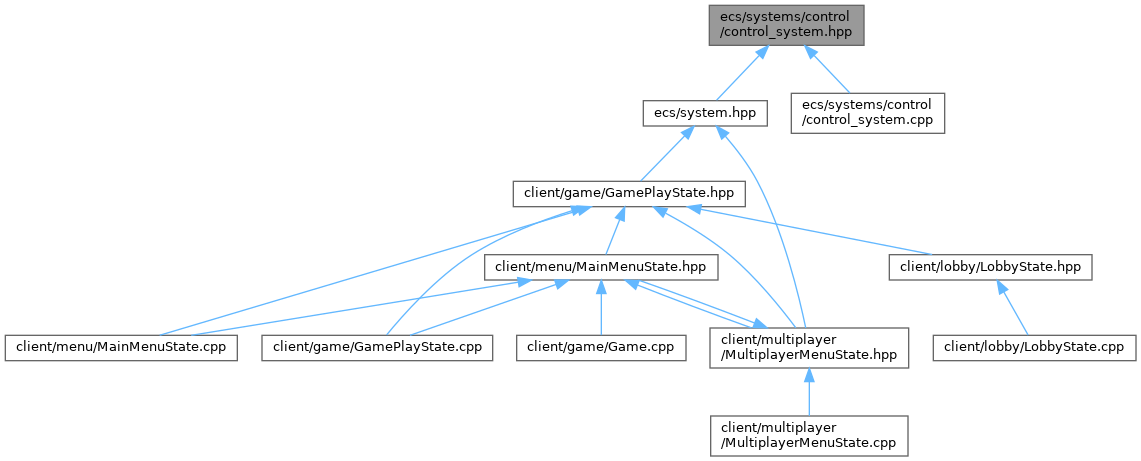 ecs/systems/control
/control_system.hpp
ecs/system.hpp
ecs/systems/control
/control_system.cpp
client/game/GamePlayState.hpp
client/menu/MainMenuState.hpp
client/lobby/LobbyState.hpp
client/menu/MainMenuState.cpp
client/game/GamePlayState.cpp
client/game/Game.cpp
client/multiplayer
/MultiplayerMenuState.hpp
client/lobby/LobbyState.cpp
client/multiplayer
/MultiplayerMenuState.cpp